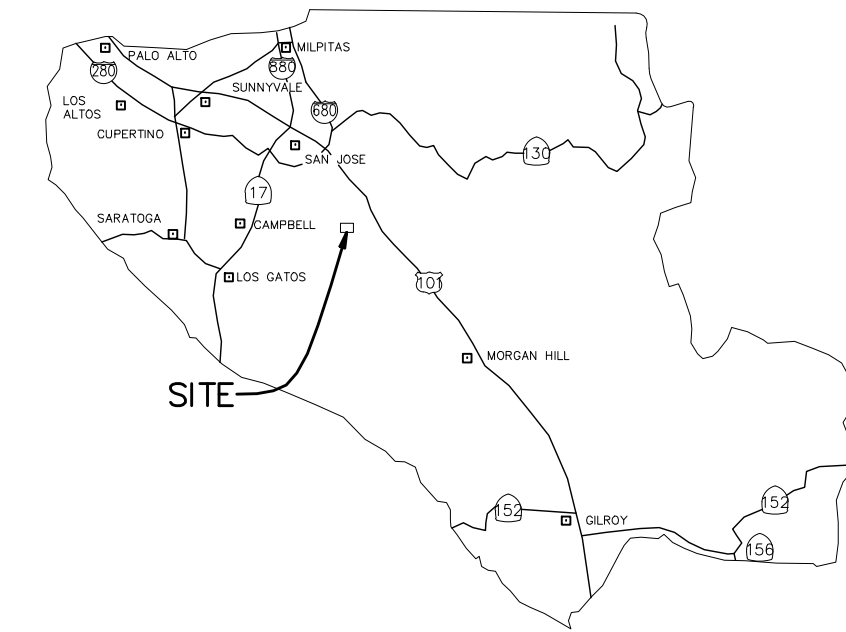 MILPITAS
PALO ALTO
280
880
SUNNYVALE
LOS
ALTOS
680
CUPERTINO
130
SAN JOSE
17
SARATOGA
CAMPBELL
LOS GATOS
101
MORGAN HILL
SITE
152
152
GILROY
156